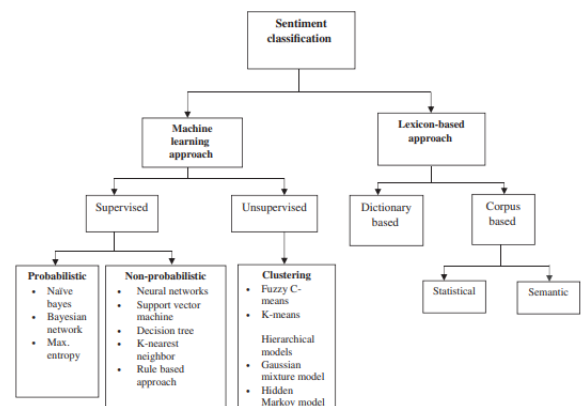 Sentiment
classification
Machine
learning
approach
Lexicon-based
approach
Supervised
Unsupervised
Dictionary
based
Corpus
based
Probabilistic
• Naïve
bayes
• Bayesian
network
• Max.
entropy
Non-probabilistic
• Neural networks
• Support vector
machine
• Decision tree
• K-nearest
neighbor
• Rule based
approach
Clustering
• Fuzzy C-
means
• K-means
Hierarchical
models
• Gaussian
mixture model
• Hidden
Markov model
Statistical
Semantic